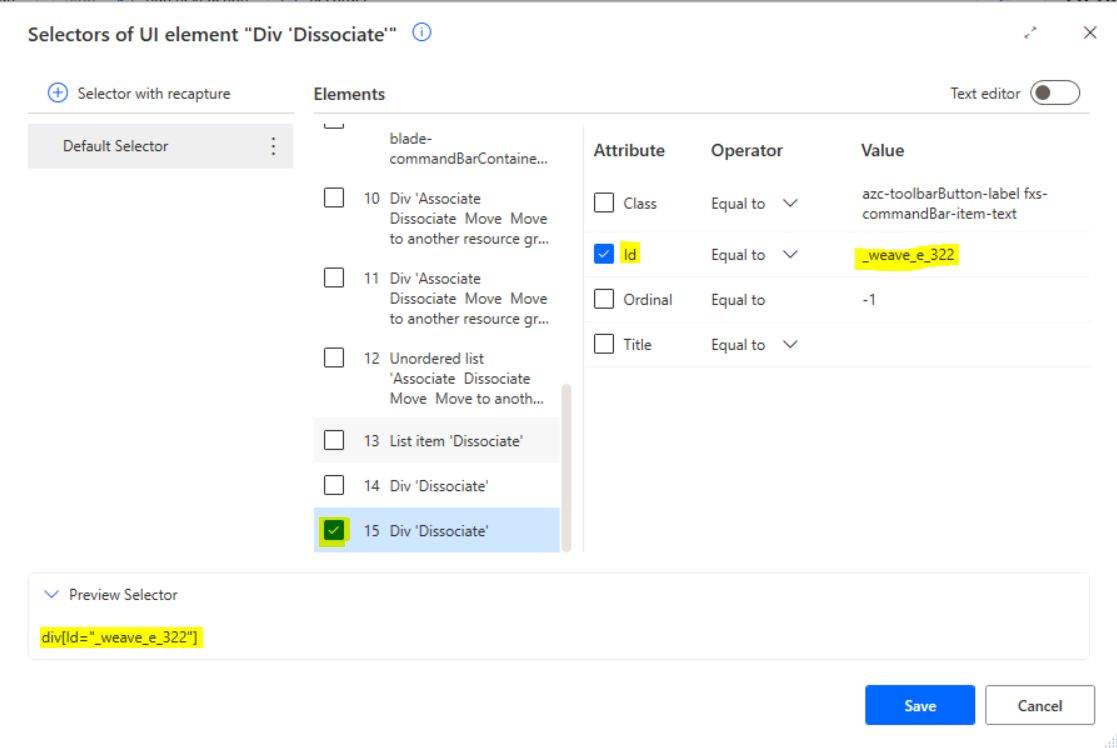 Selectors of UI element "Div 'Dissociate'"
Selector with recapture
Default Selector
Elements
Text editor
blade-
commandBarContaine...
10 Div 'Associate
Dissociate Move Move
to another resource gr...
11 Div 'Associate
Dissociate Move Move
to another resource gr...
12 Unordered list
'Associate Dissociate
Move Move to anoth...
13 List item 'Dissociate'
14 Div 'Dissociate'
15 Div 'Dissociate'
Attribute Operator Value
Class Equal to azc-toolbarButton-label fxs-
commandBar-item-text
Id Equal to _weave_e_322
Ordinal Equal to -1
Title Equal to
Preview Selector
div[Id="_weave_e_322"]
Save Cancel